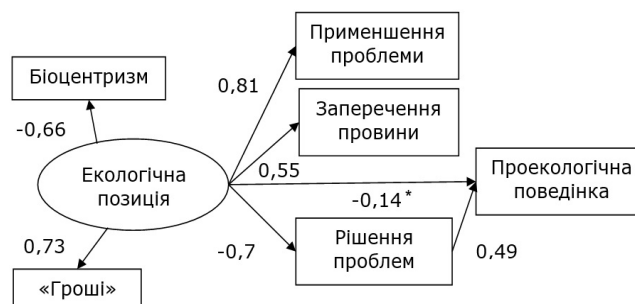 Применшення
проблеми
Біоцентризм
0,81
Заперечення
провини
-0,66
Екологічна
позиція
0,55
Проекологічна
поведінка
-0,14*
0,73
-0,7
Рішення
проблем
0,49
«Гроші»